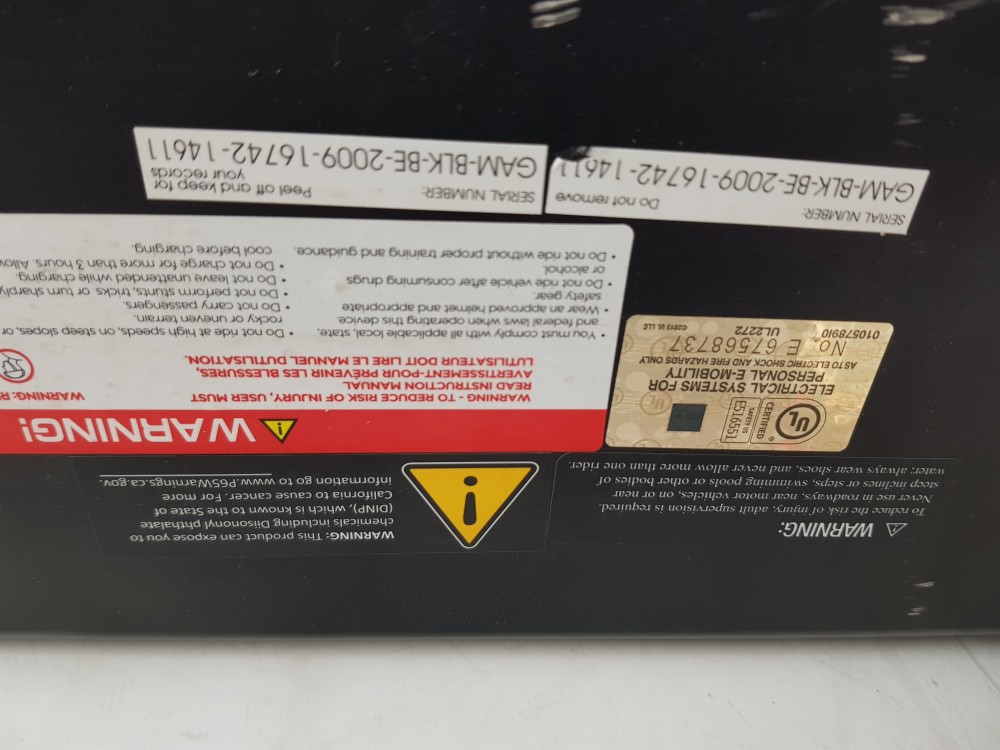 ⚠ WARNING:
To reduce the risk of injury, adult supervision is required.
Never use in roadways, near motor vehicles, on or near
steep slopes or inclines, steps, swimming pools or other bodies of
water; always wear shoes, and never allow more than one rider.
WARNING: This product can expose you to
chemicals including Diisononyl phthalate
(DINP), which is known to the State of
California to cause cancer. For more
information go to www.P65Warnings.ca.gov.
CERTIFIED
UL
SAFETY US
E516551
ELECTRICAL SYSTEMS FOR
PERSONAL E-MOBILITY
AS TO ELECTRIC SHOCK AND FIRE HAZARDS ONLY
No. E 67568737
UL2272
©2013 UL LLC
WARNING!
WARNING - TO REDUCE RISK OF INJURY, USER MUST
READ INSTRUCTION MANUAL
AVERTISSEMENT-POUR PRÉVENIR LES BLESSURES,
L'UTILISATEUR DOIT LIRE LE MANUEL D'UTILISATION.
WARNING:
• You must comply with all applicable local, state,
and federal laws when operating this device.
• Wear an approved helmet and appropriate
safety gear.
• Do not ride vehicle after consuming drugs
or alcohol.
• Do not ride without proper training and guidance.
• Do not ride at high speeds, on steep slopes, or
rocky or uneven terrain.
• Do not carry passengers.
• Do not perform stunts, tricks, or turn sharply
• Do not leave unattended while charging.
• Do not charge for more than 3 hours.
cool before charging.
SERIAL NUMBER: Do not remove
GAM-BLK-BE-2009-16742-14611
SERIAL NUMBER: Peel off and keep for
your records
GAM-BLK-BE-2009-16742-14611